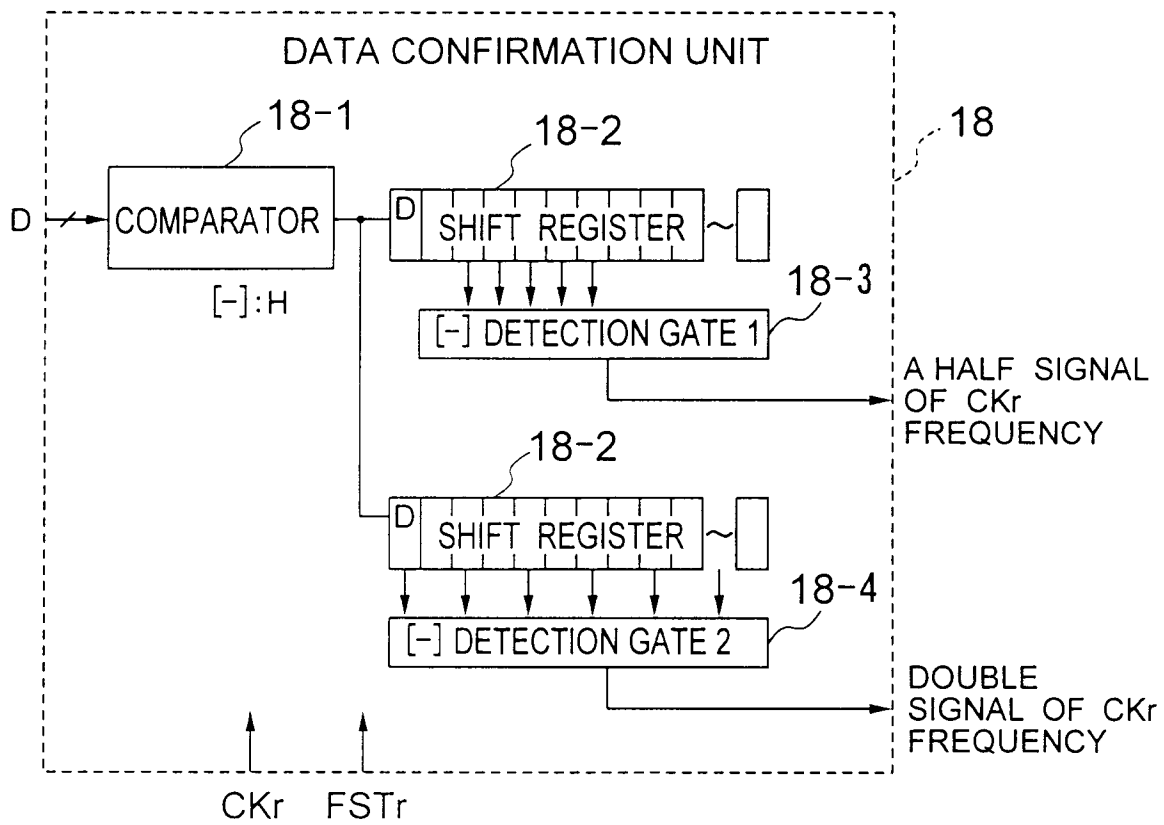 DATA CONFIRMATION UNIT
18-1
18-2
18
D
COMPARATOR
D
SHIFT REGISTER
~
[-]:H
18-3
[-] DETECTION GATE 1
A HALF SIGNAL
OF CKr
FREQUENCY
18-2
D
SHIFT REGISTER
~
18-4
[-] DETECTION GATE 2
DOUBLE
SIGNAL OF CKr
FREQUENCY
CKr
FSTr